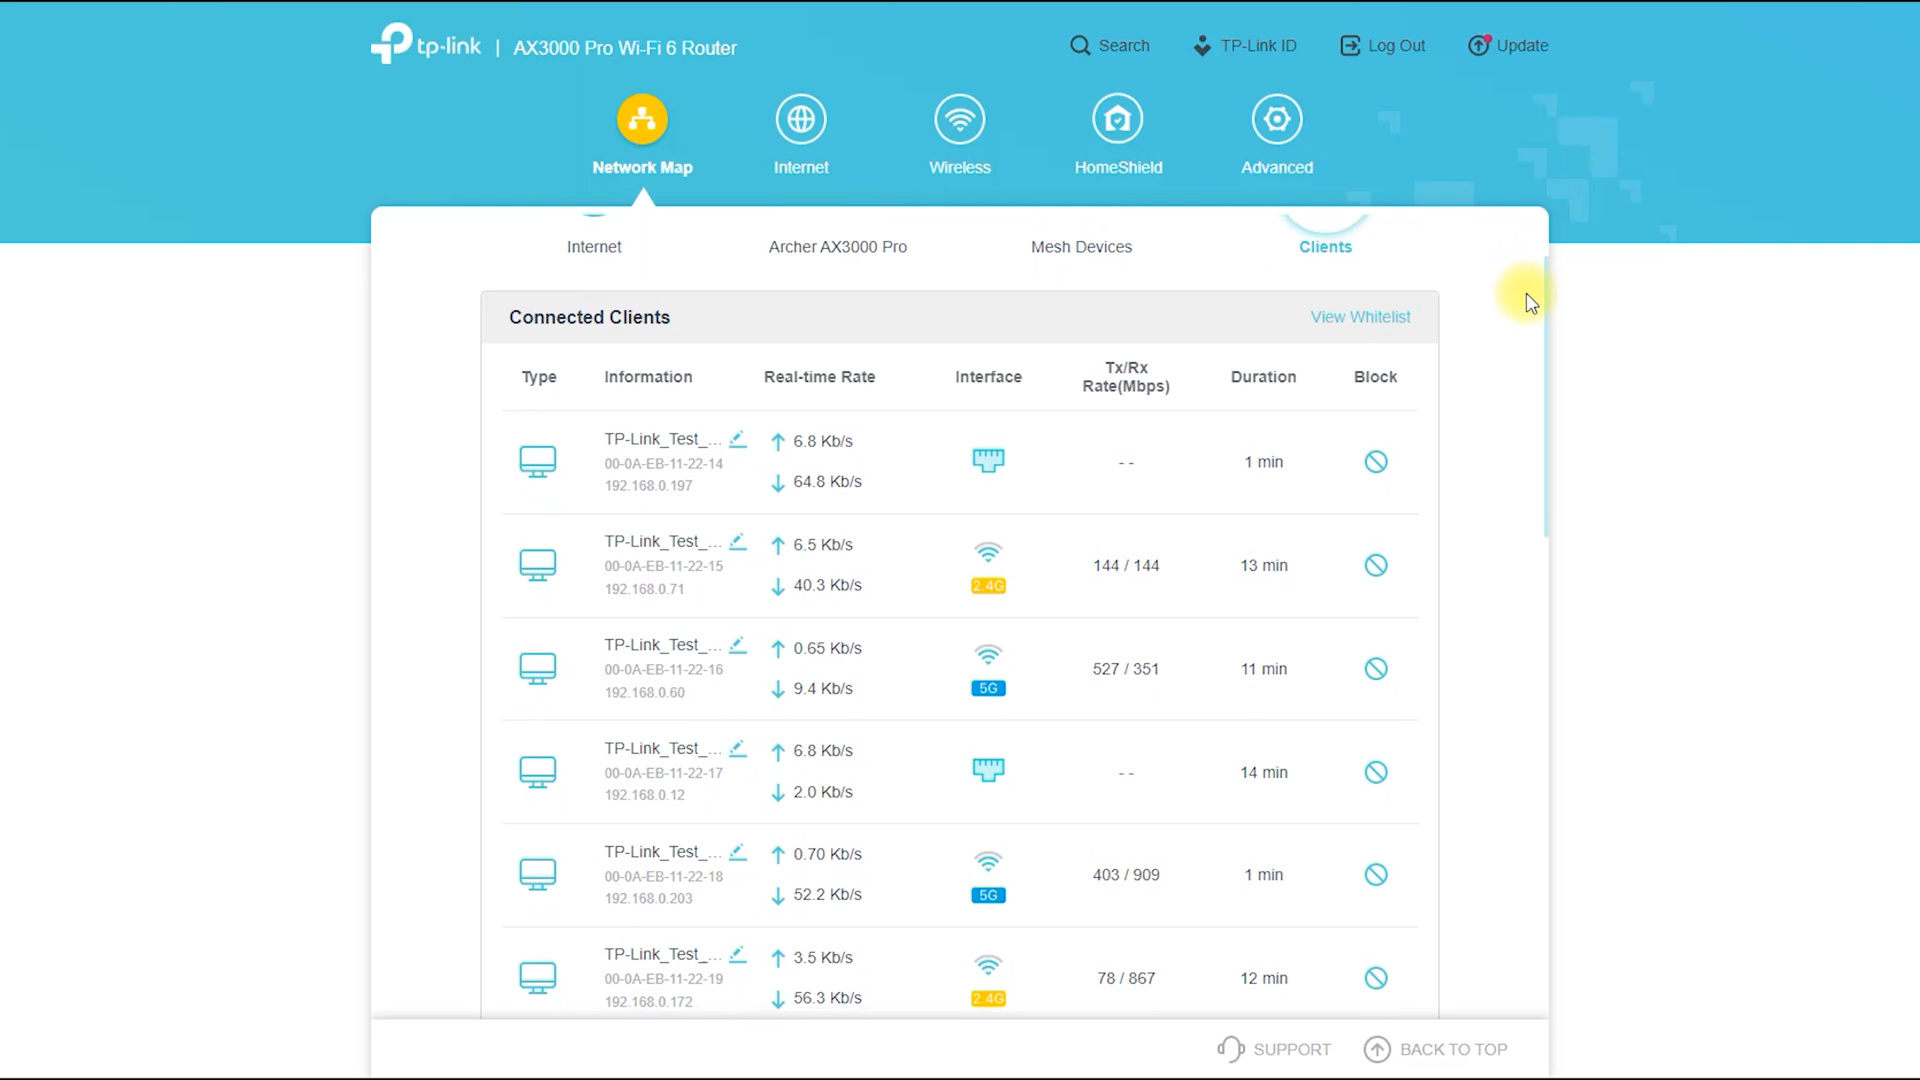 tp-link | AX3000 Pro Wi-Fi 6 Router
Search
TP-Link ID
Log Out
Update
Network Map
Internet
Wireless
HomeShield
Advanced
Internet
Archer AX3000 Pro
Mesh Devices
Clients
Connected Clients
View Whitelist
Type
Information
Real-time Rate
Interface
Tx/Rx
Rate(Mbps)
Duration
Block
TP-Link_Test_...
00-0A-EB-11-22-14
192.168.0.197
6.8 Kb/s
64.8 Kb/s
- -
1 min
TP-Link_Test_...
00-0A-EB-11-22-15
192.168.0.71
6.5 Kb/s
40.3 Kb/s
2.4G
144 / 144
13 min
TP-Link_Test_...
00-0A-EB-11-22-16
192.168.0.60
0.65 Kb/s
9.4 Kb/s
5G
527 / 351
11 min
TP-Link_Test_...
00-0A-EB-11-22-17
192.168.0.12
6.8 Kb/s
2.0 Kb/s
- -
14 min
TP-Link_Test_...
00-0A-EB-11-22-18
192.168.0.203
0.70 Kb/s
52.2 Kb/s
5G
403 / 909
1 min
TP-Link_Test_...
00-0A-EB-11-22-19
192.168.0.172
3.5 Kb/s
56.3 Kb/s
2.4G
78 / 867
12 min
SUPPORT
BACK TO TOP